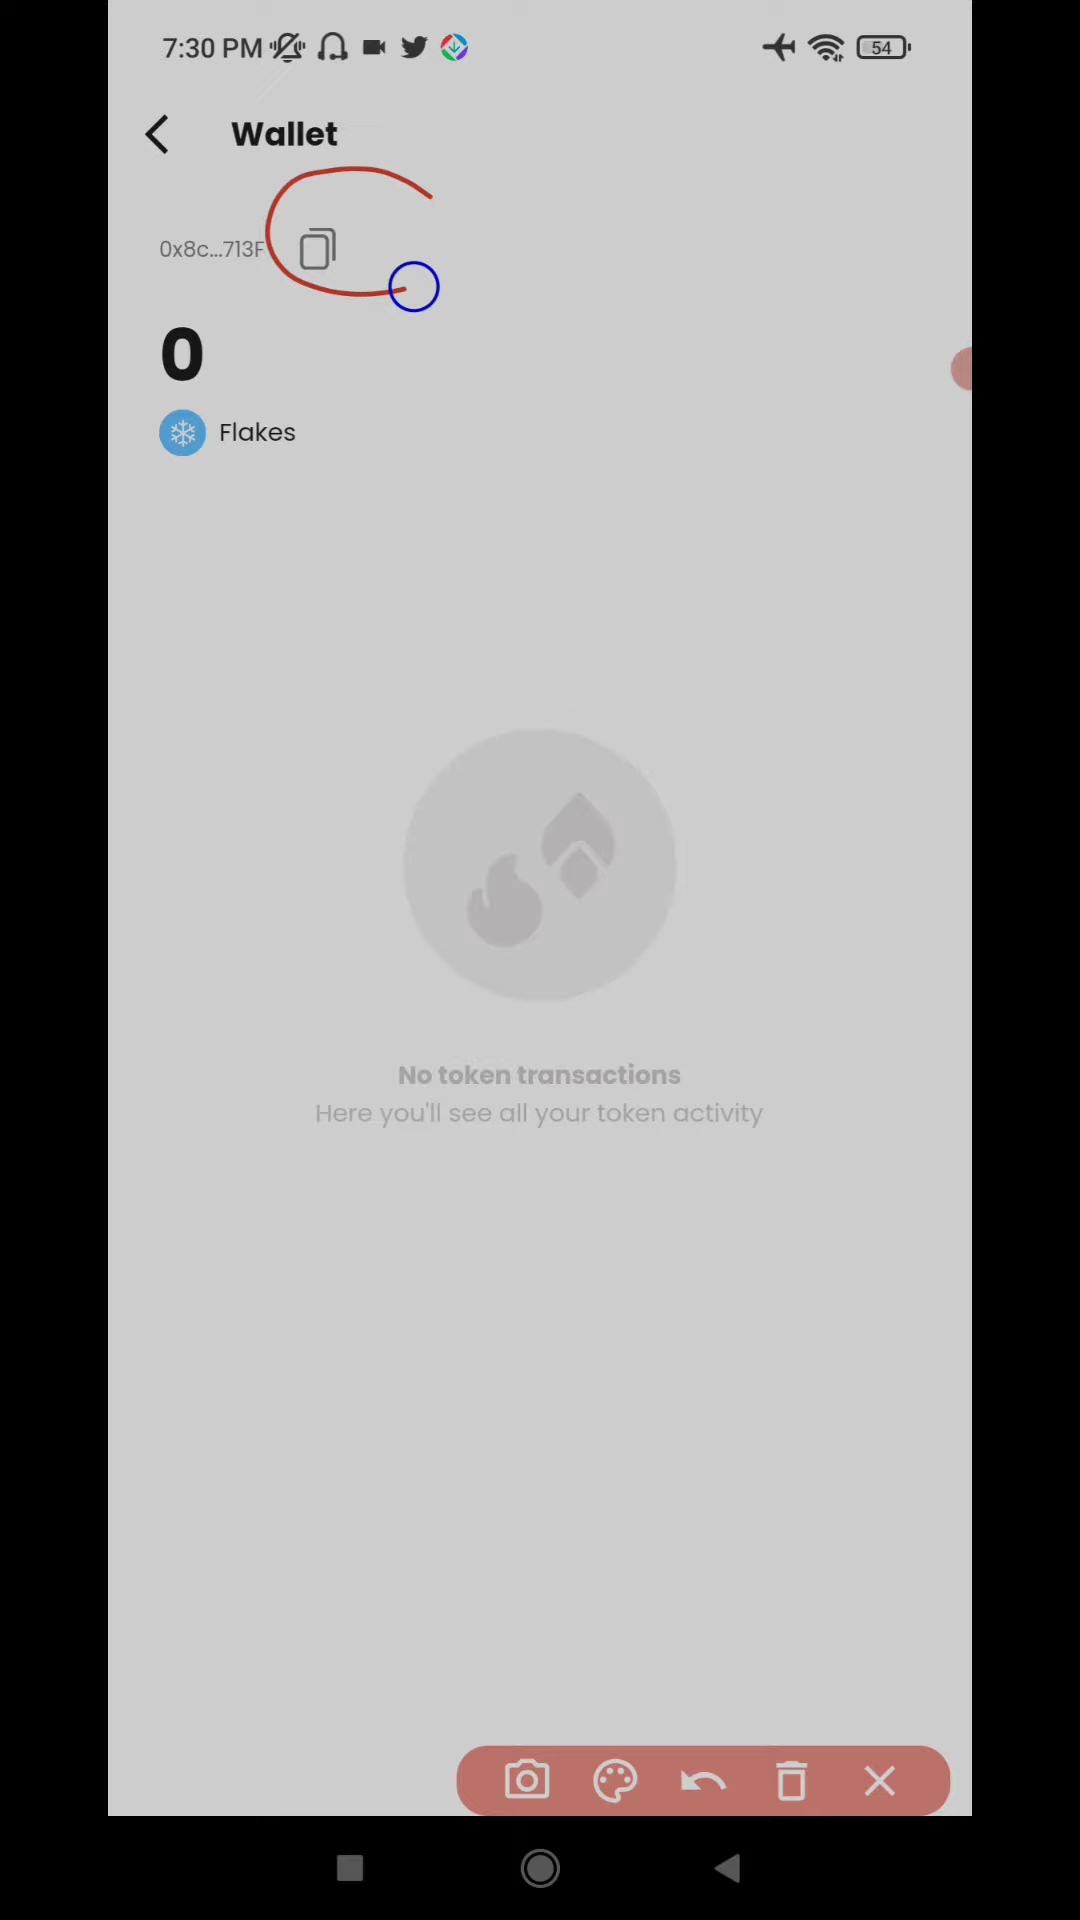 7:30 PM
54
Wallet
0x8c...713F
0
Flakes
No token transactions
Here you'll see all your token activity